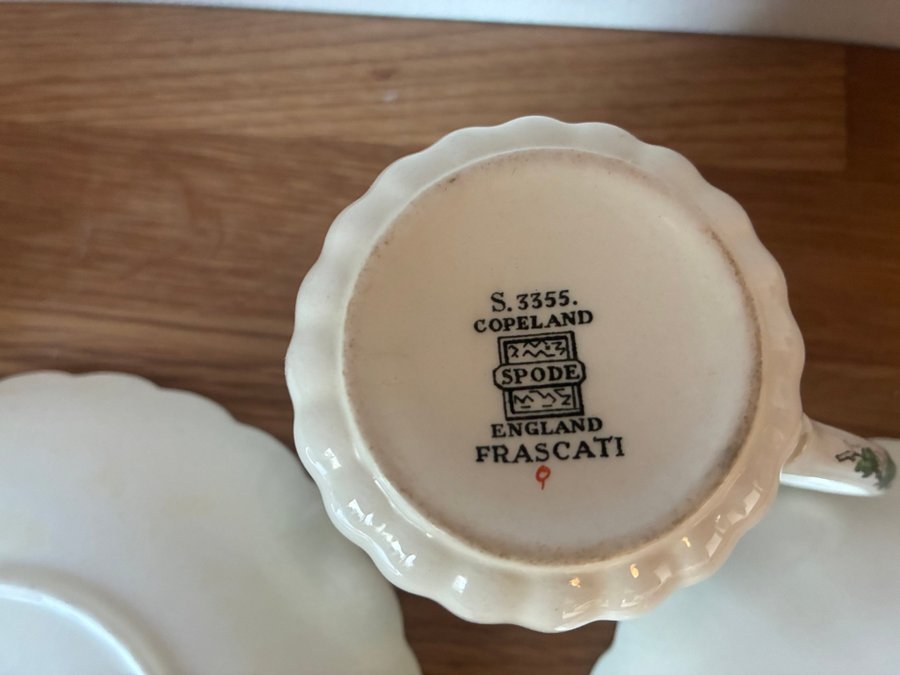 S.3355.
COPELAND
SPODE
ENGLAND
FRASCATI